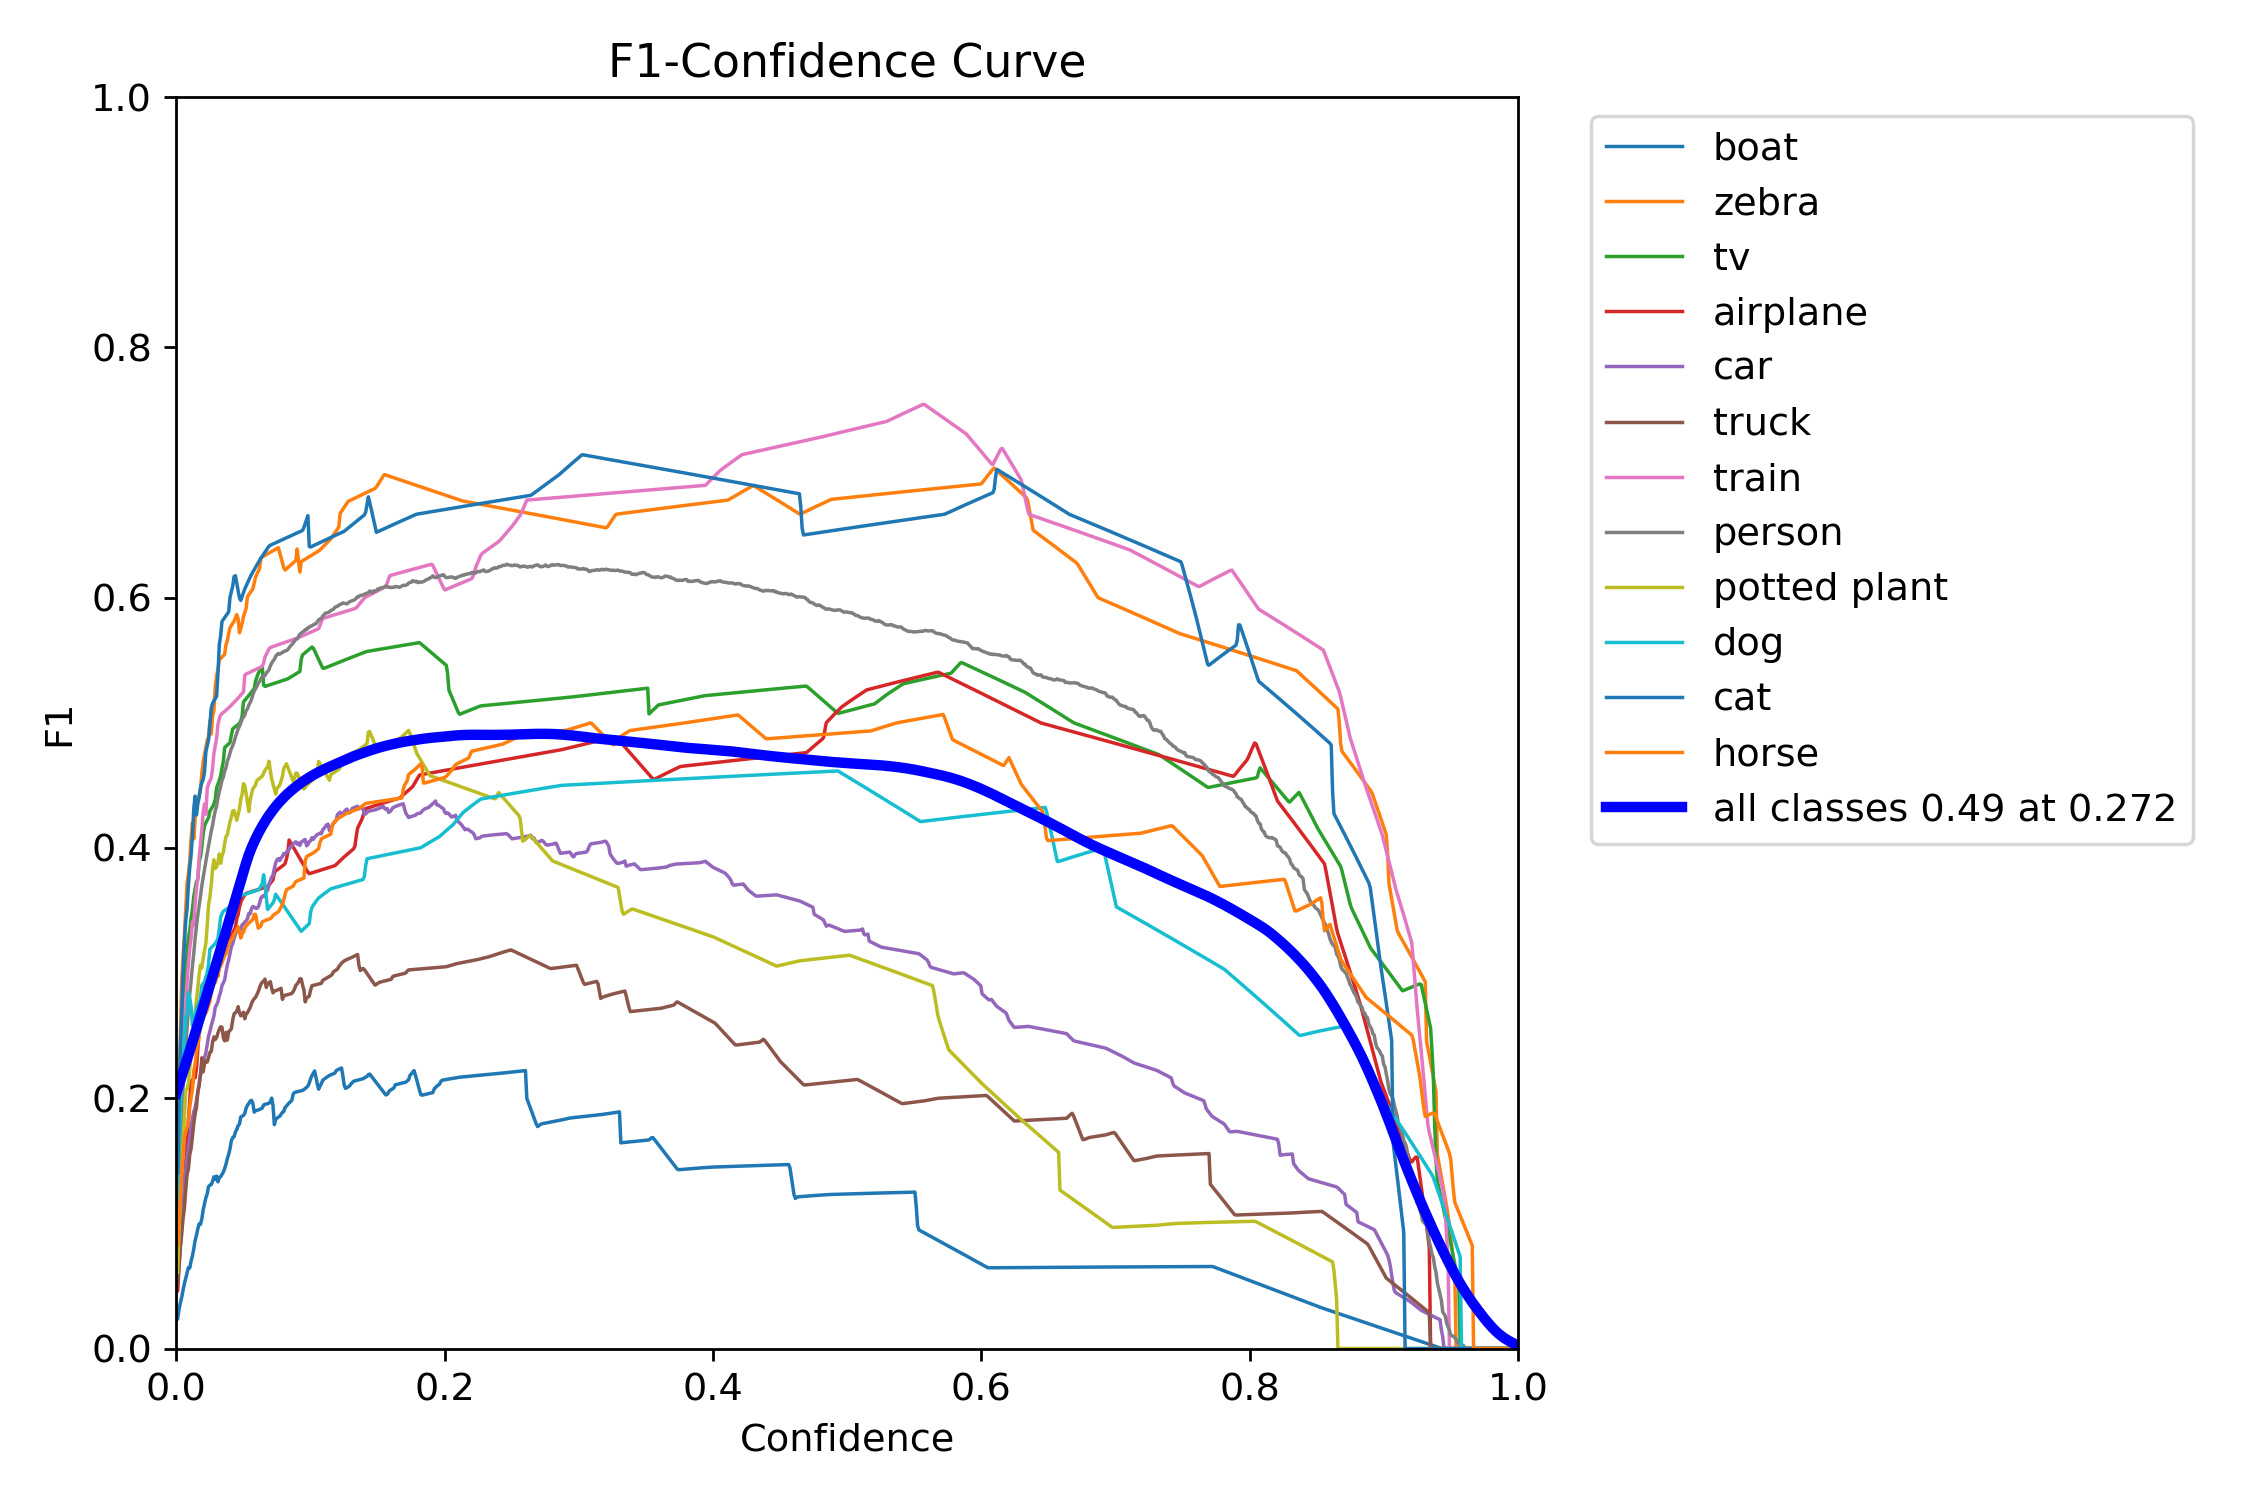 F1-Confidence Curve
1.0
0.8
0.6
0.4
0.2
0.0
F1
0.0 0.2 0.4 0.6 0.8 1.0
Confidence
boat
zebra
tv
airplane
car
truck
train
person
potted plant
dog
cat
horse
all classes 0.49 at 0.272